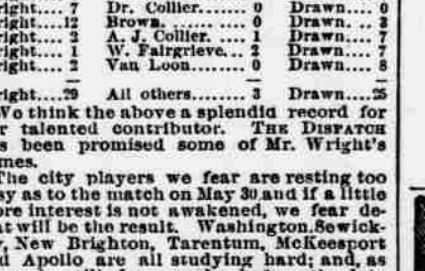 right.... 7 Dr. Collier..... 0 Drawn.... 0
right....12 Brown......... 0 Drawn... 3
right.... 2 A. J. Collier.... 1 Drawn.... 7
right.... 1 W. Fairgrieve... 2 Drawn.... 7
right.... 2 Van Loon........ 0 Drawn.... 8
right....29 All others........ 3 Drawn....25
We think the above a splendid record for
r talented contributor. THE DISPATCH
s been promised some of Mr. Wright's
mes.
The city players we fear are resting too
sy as to the match on May 30, and if a little
ore interest is not awakened, we fear de-
at will be the result. Washington, Sewick-
y, New Brighton, Tarentum, McKeesport
d Apollo are all studying hard; and, as